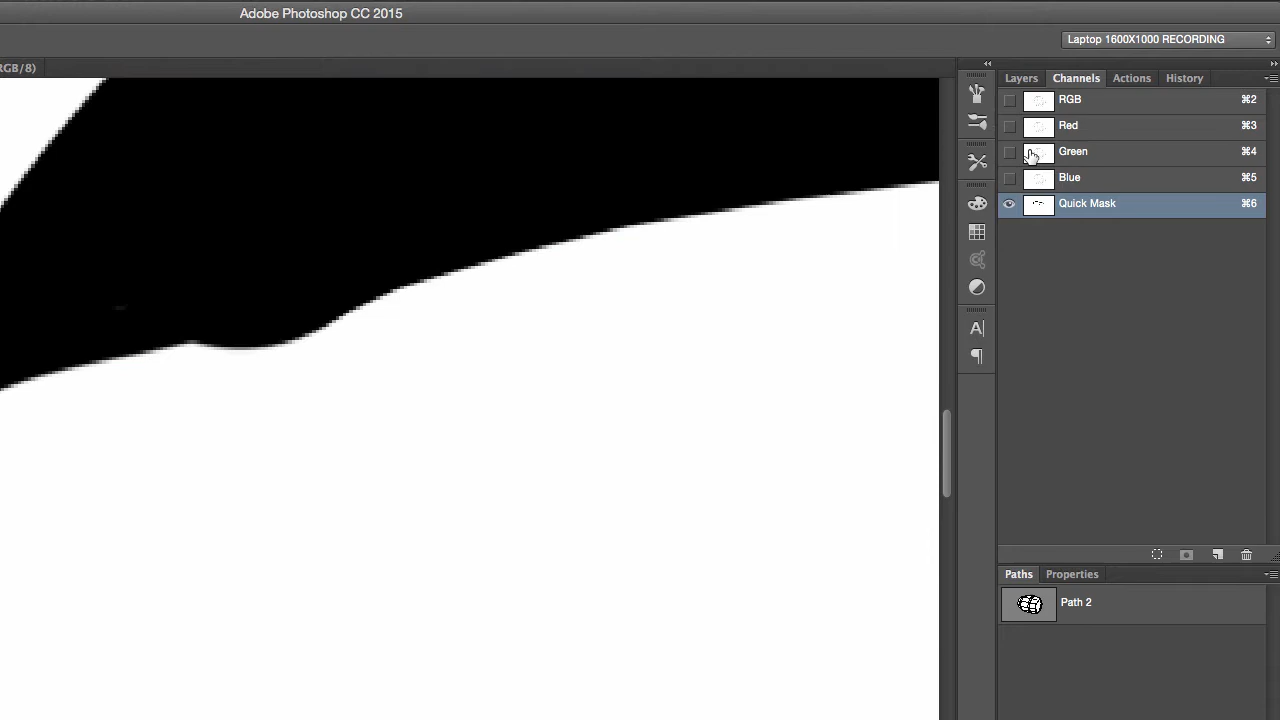 Adobe Photoshop CC 2015
Laptop 1600X1000 RECORDING
RGB/8)
Layers Channels Actions History
RGB ⌘2
Red ⌘3
Green ⌘4
Blue ⌘5
Quick Mask ⌘6
A|
Paths Properties
Path 2